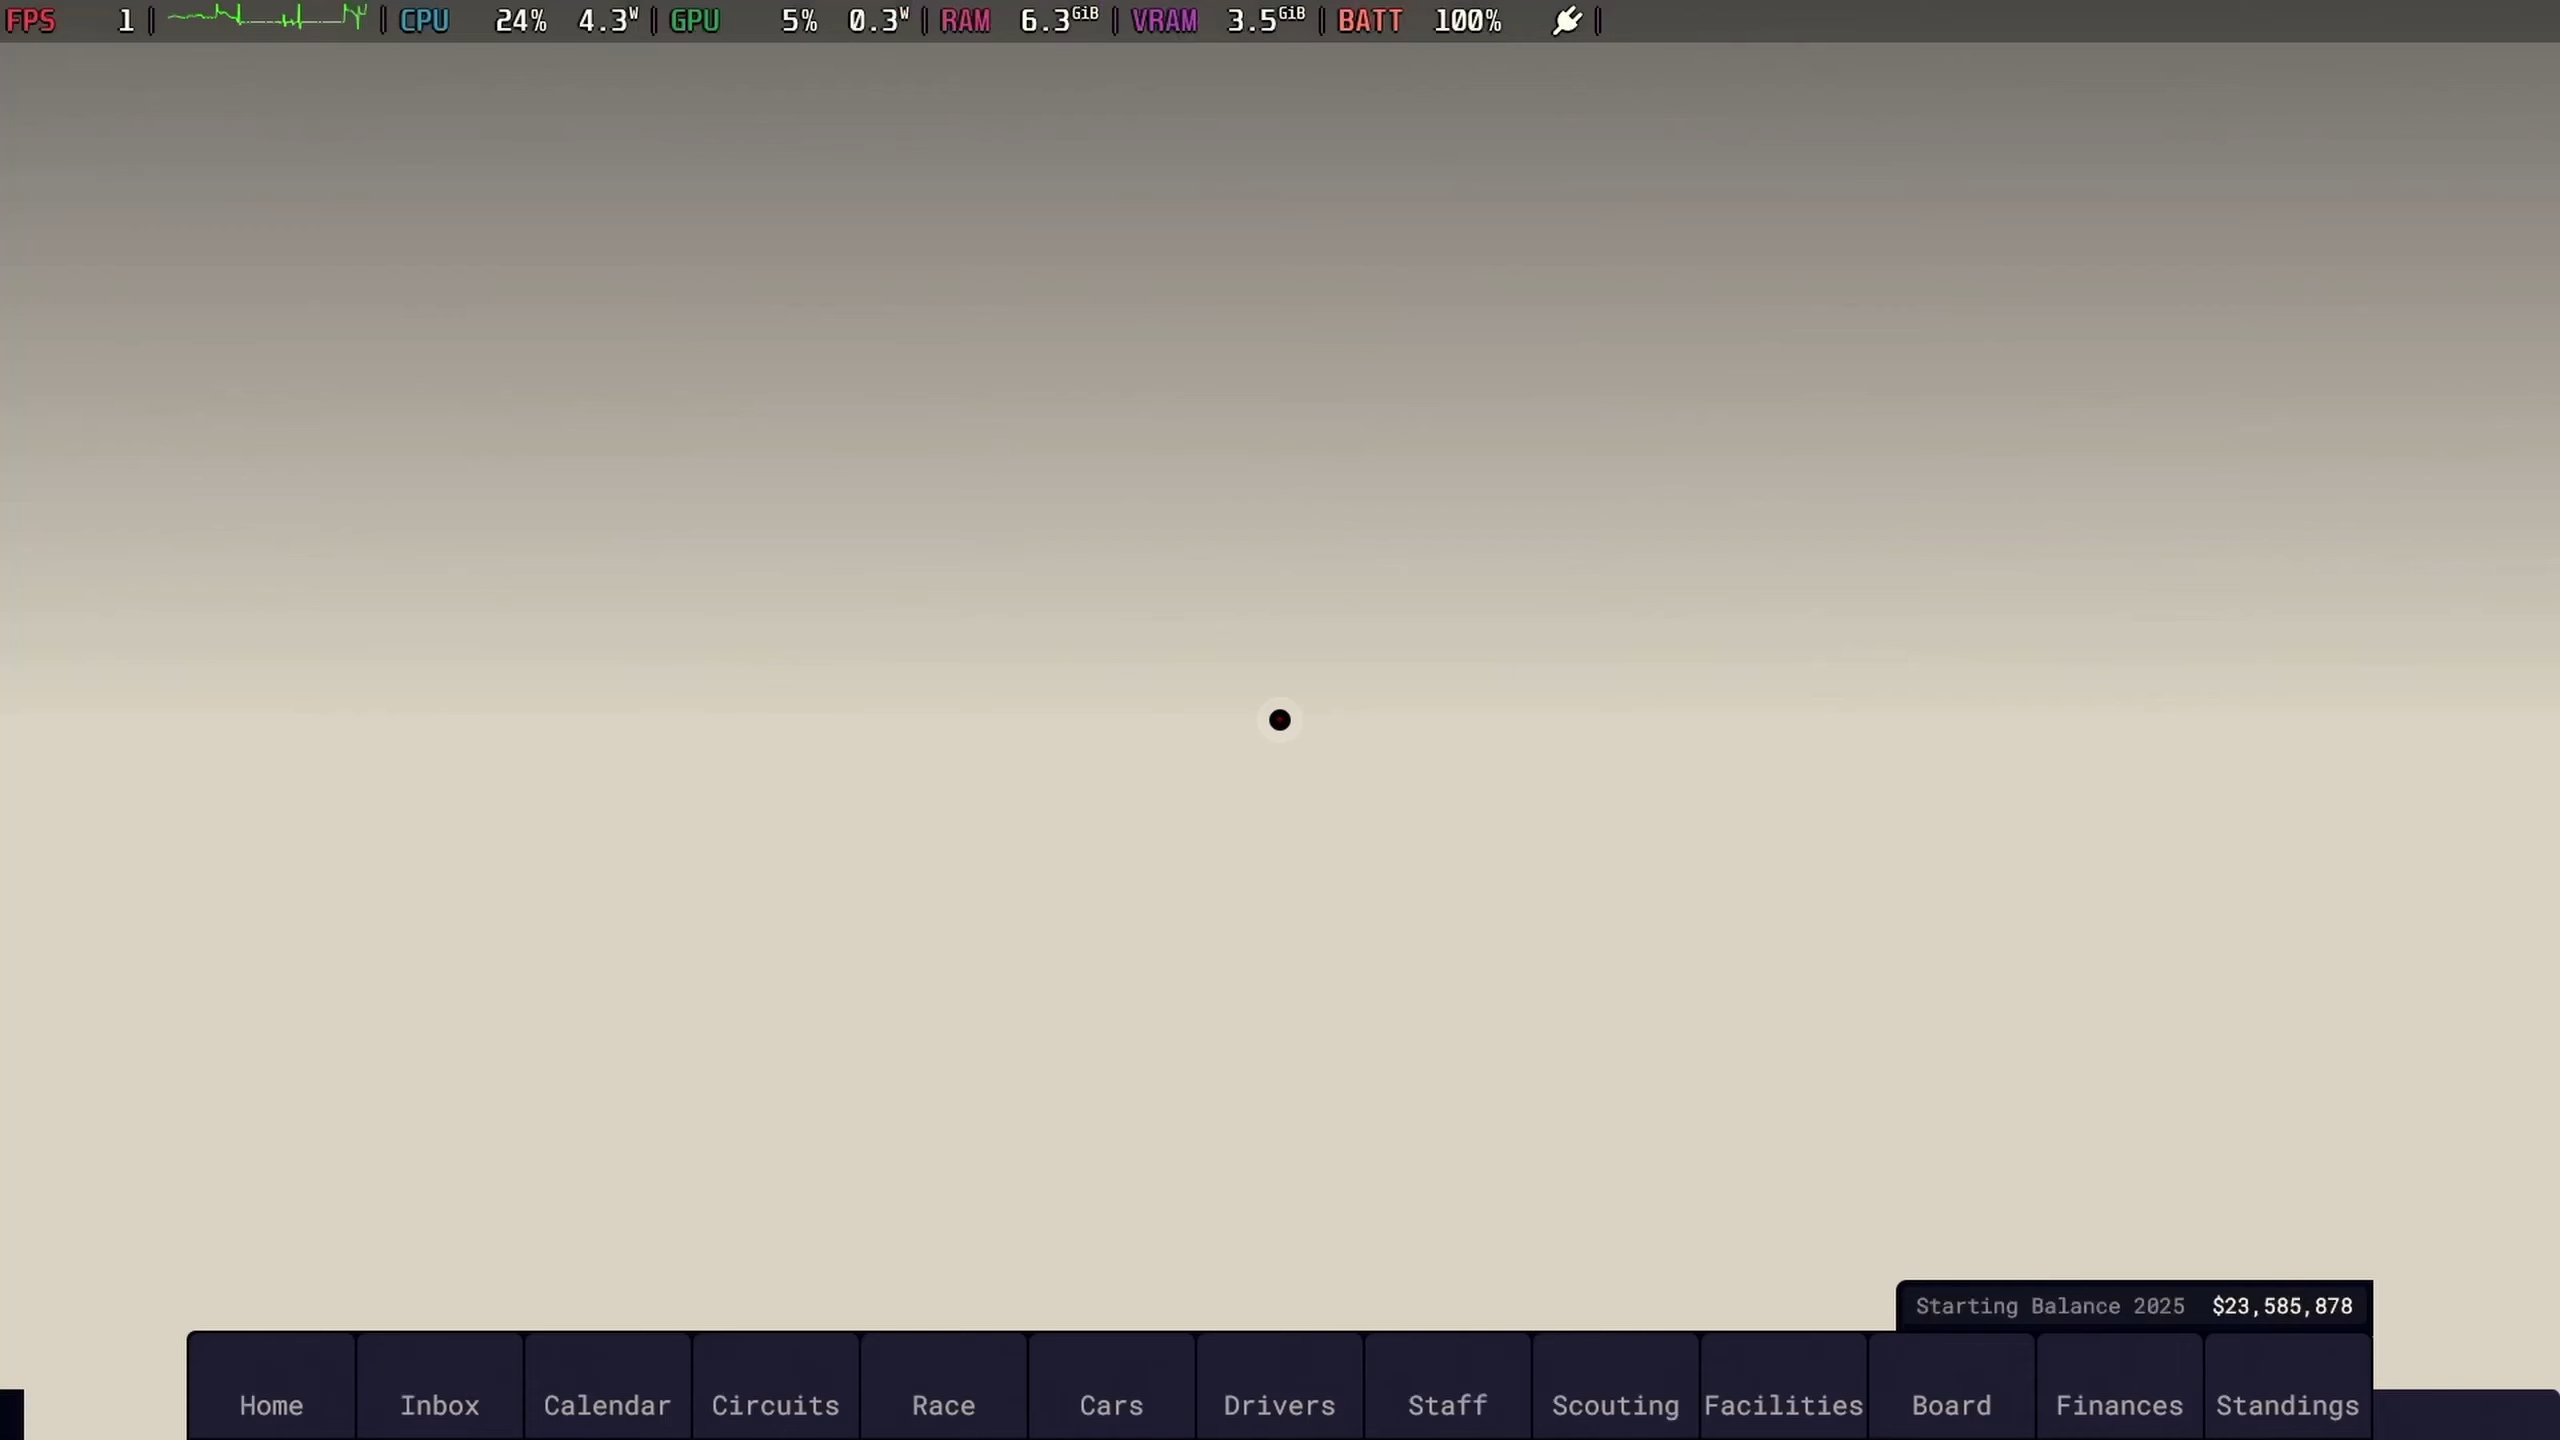 FPS 1 CPU 24% 4.3W GPU 5% 0.3W RAM 6.3GiB VRAM 3.5GiB BATT 100%
Starting Balance 2025 $23,585,878
Home Inbox Calendar Circuits Race Cars Drivers Staff Scouting Facilities Board Finances Standings